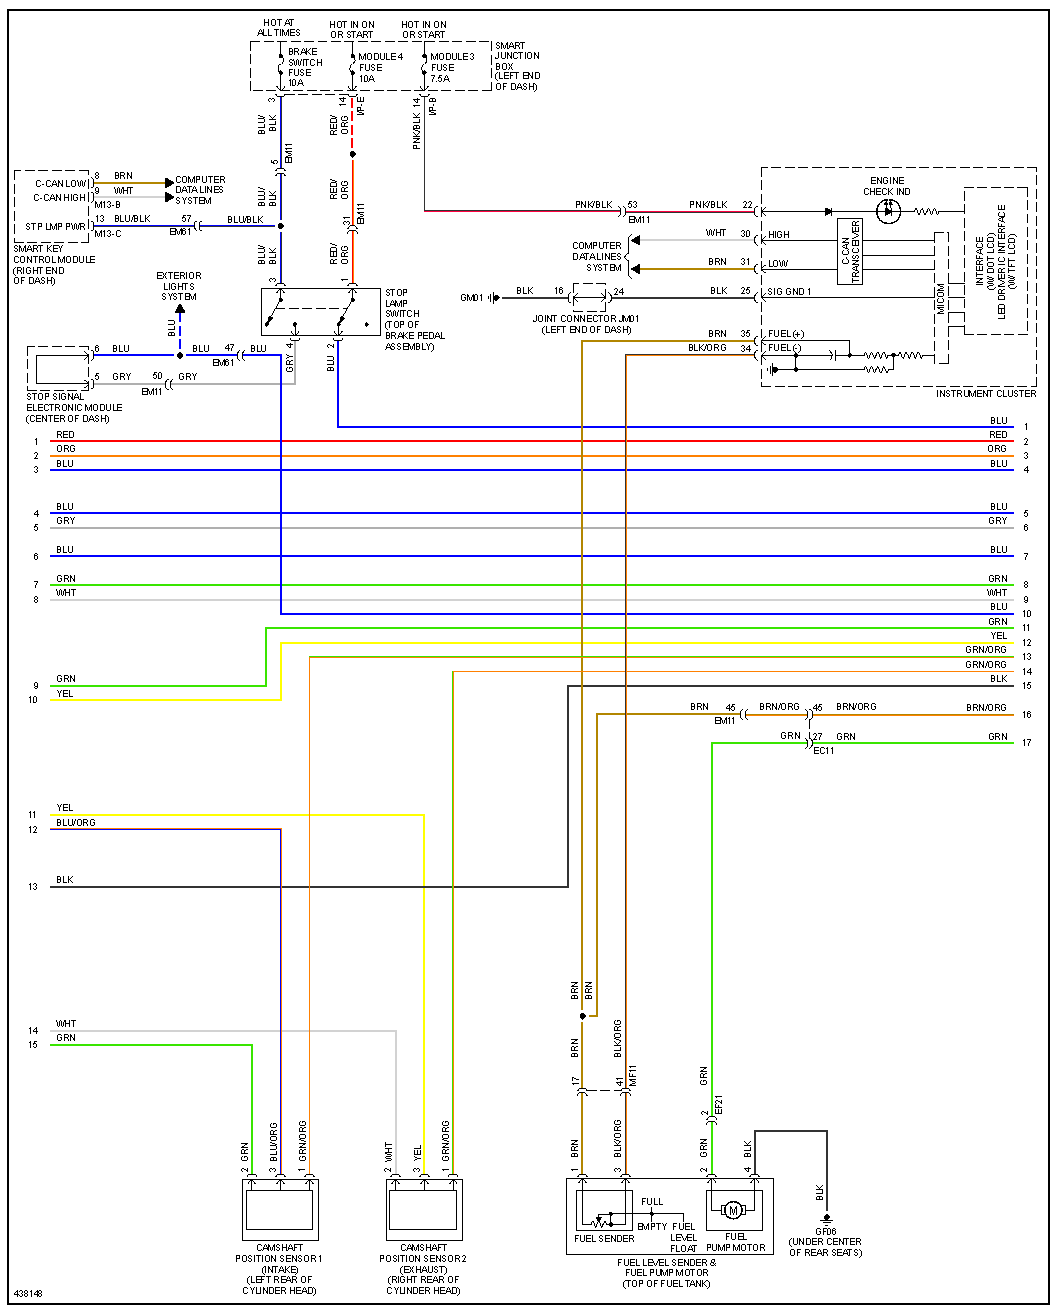 HOT AT
ALL TIMES
HOT IN ON
OR START
HOT IN ON
OR START
BRAKE
SWITCH
FUSE
10A
MODULE 4
FUSE
10A
MODULE 3
FUSE
7.5A
SMART
JUNCTION
BOX
(LEFT END
OF DASH)
3
14
I/P-E
14
I/P-B
BLU/
BLK
RED/
ORG
PNK/BLK
5
EM11
C-CAN LOW
8
BRN
COMPUTER
DATA LINES
SYSTEM
C-CAN HIGH
9
WHT
M13-B
STP LMP PWR
13
BLU/BLK
57
BLU/BLK
M13-C
EM61
SMART KEY
CONTROL MODULE
(RIGHT END
OF DASH)
BLU/
BLK
RED/
ORG
31
EM11
BLU/
BLK
RED/
ORG
3
1
EXTERIOR
LIGHTS
SYSTEM
BLU
STOP
LAMP
SWITCH
(TOP OF
BRAKE PEDAL
ASSEMBLY)
4
2
GRY
BLU
6
BLU
BLU
47
BLU
EM61
5
GRY
50
GRY
EM11
STOP SIGNAL
ELECTRONIC MODULE
(CENTER OF DASH)
ENGINE
CHECK IND
PNK/BLK
53
PNK/BLK
22
EM11
COMPUTER
DATA LINES
SYSTEM
WHT
30
HIGH
BRN
31
LOW
C-CAN
TRANSCEIVER
MICOM
INTERFACE
(W/ DOT LCD)
LED DRIVER IC INTERFACE
(W/ TFT LCD)
GM01
BLK
16
24
BLK
25
SIG GND 1
JOINT CONNECTOR JM01
(LEFT END OF DASH)
BRN
35
FUEL(+)
BLK/ORG
34
FUEL(-)
INSTRUMENT CLUSTER
BLU
1
1
RED
RED
2
2
ORG
ORG
3
3
BLU
BLU
4
4
BLU
BLU
5
5
GRY
GRY
6
6
BLU
BLU
7
7
GRN
GRN
8
8
WHT
WHT
9
BLU
10
GRN
11
YEL
12
GRN/ORG
13
GRN/ORG
14
9
GRN
BLK
15
10
YEL
BRN
45
BRN/ORG
45
BRN/ORG
BRN/ORG
16
EM11
GRN
27
GRN
GRN
17
EC11
11
YEL
12
BLU/ORG
13
BLK
BRN
BRN
14
WHT
15
GRN
BRN
BLK/ORG
17
41
MF11
GRN
2
EF21
GRN
BLU/ORG
GRN/ORG
2
3
1
WHT
YEL
GRN/ORG
2
3
1
BRN
BLK/ORG
1
3
GRN
BLK
2
4
BLK
CAMSHAFT
POSITION SENSOR 1
(INTAKE)
(LEFT REAR OF
CYLINDER HEAD)
CAMSHAFT
POSITION SENSOR 2
(EXHAUST)
(RIGHT REAR OF
CYLINDER HEAD)
FULL
EMPTY
FUEL
LEVEL
FLOAT
FUEL SENDER
M
FUEL
PUMP MOTOR
FUEL LEVEL SENDER &
FUEL PUMP MOTOR
(TOP OF FUEL TANK)
GF06
(UNDER CENTER
OF REAR SEATS)
438148